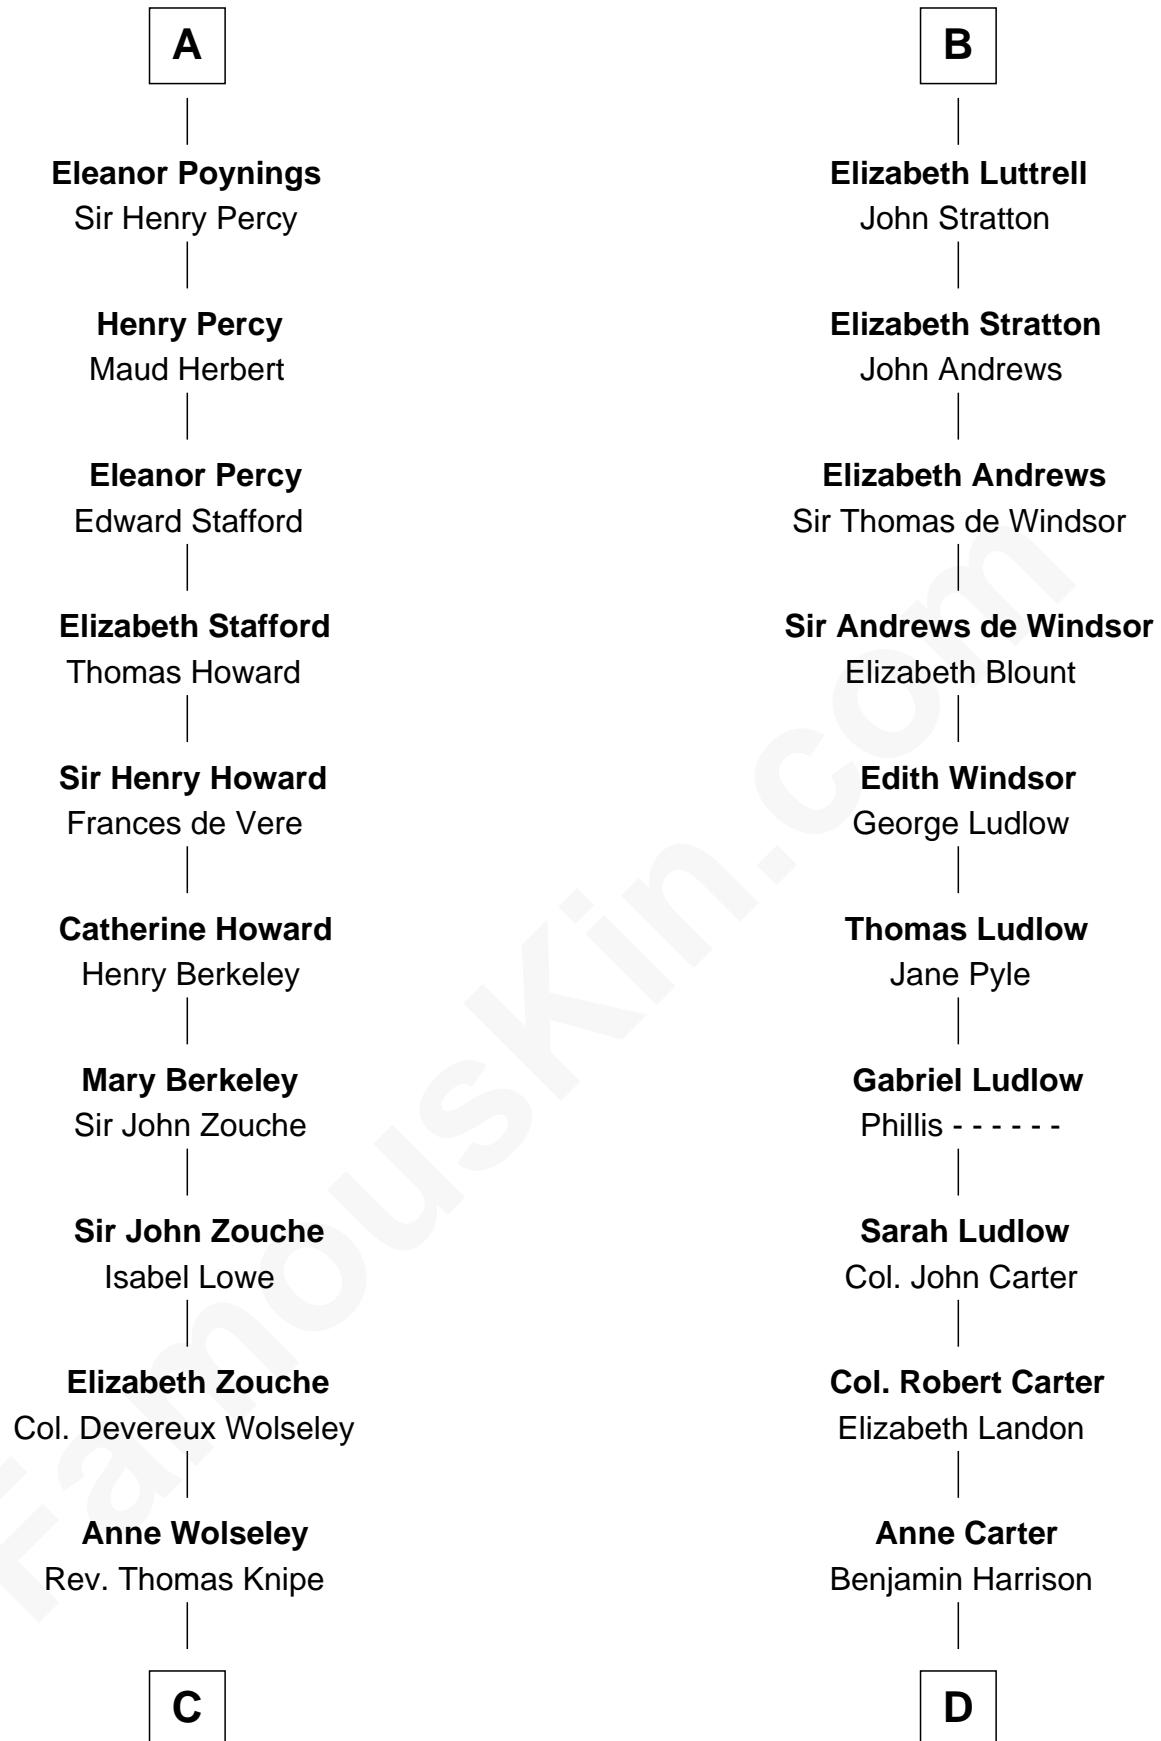 A
Eleanor Poynings
Sir Henry Percy
Henry Percy
Maud Herbert
Eleanor Percy
Edward Stafford
Elizabeth Stafford
Thomas Howard
Sir Henry Howard
Frances de Vere
Catherine Howard
Henry Berkeley
Mary Berkeley
Sir John Zouche
Sir John Zouche
Isabel Lowe
Elizabeth Zouche
Col. Devereux Wolseley
Anne Wolseley
Rev. Thomas Knipe
C
B
Elizabeth Luttrell
John Stratton
Elizabeth Stratton
John Andrews
Elizabeth Andrews
Sir Thomas de Windsor
Sir Andrews de Windsor
Elizabeth Blount
Edith Windsor
George Ludlow
Thomas Ludlow
Jane Pyle
Gabriel Ludlow
Phillis - - - - - -
Sarah Ludlow
Col. John Carter
Col. Robert Carter
Elizabeth Landon
Anne Carter
Benjamin Harrison
D
FamousKin.com